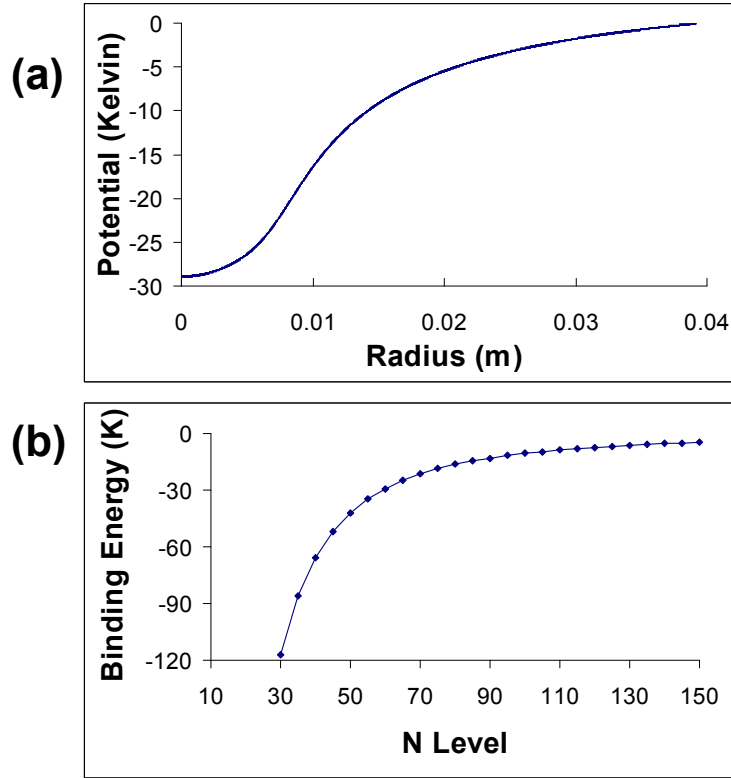 (a)
Potential (Kelvin)
0
-5
-10
-15
-20
-25
-30
0 0.01 0.02 0.03 0.04
Radius (m)
(b)
Binding Energy (K)
0
-30
-60
-90
-120
10 30 50 70 90 110 130 150
N Level